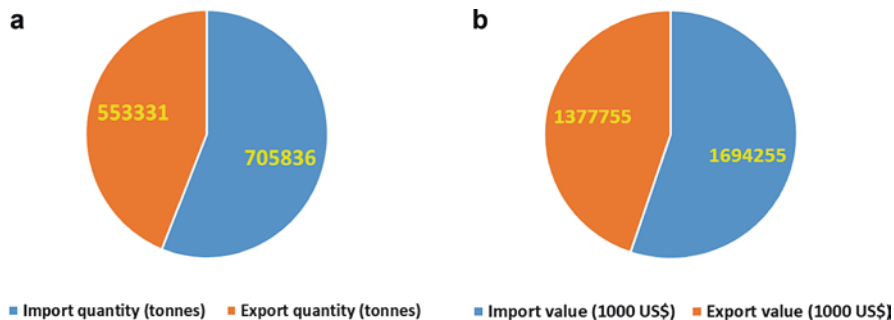 a
553331
705836
Import quantity (tonnes) Export quantity (tonnes)
b
1377755
1694255
Import value (1000 US$) Export value (1000 US$)